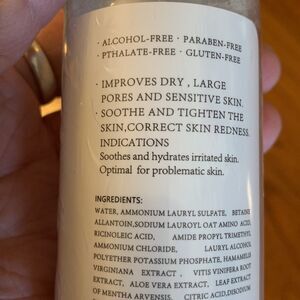 · ALCOHOL-FREE · PARABEN-FREE
· PTHALATE-FREE · GLUTEN-FREE
· IMPROVES DRY , LARGE
PORES AND SENSITIVE SKIN.
· SOOTHE AND TIGHTEN THE
SKIN,CORRECT SKIN REDNESS.
INDICATIONS
Soothes and hydrates irritated skin.
Optimal for problematic skin.
INGREDIENTS:
WATER, AMMONIUM LAURYL SULFATE, BETAINE
ALLANTOIN,SODIUM LAUROYL OAT AMINO ACID,
RICINOLEIC ACID, AMIDE PROPYL TRIMETHYL
AMMONIUM CHLORIDE, LAURYL ALCOHOL
POLYETHER POTASSIUM PHOSPHATE, HAMAMELIS
VIRGINIANA EXTRACT , VITIS VINIFERA ROOT
EXTRACT, ALOE VERA EXTRACT, LEAF EXTRACT
OF MENTHA ARVENSIS, CITRIC ACID,DISODIUM